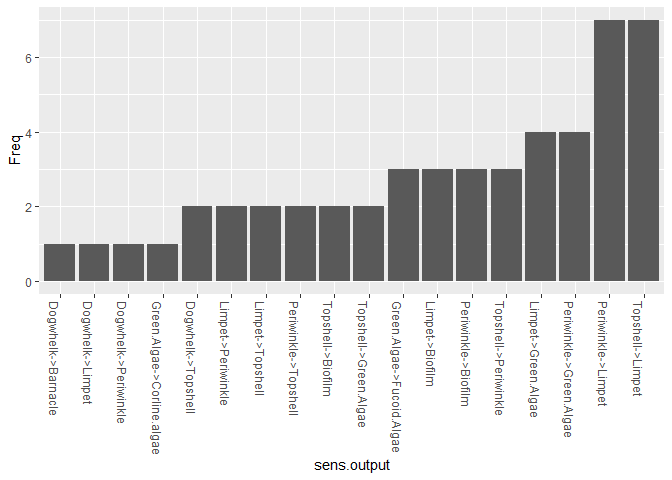 6
4
2
0
Freq
Dogwhelk->Barnacle
Dogwhelk->Limpet
Dogwhelk->Periwinkle
Green.Algae->Corline.algae
Dogwhelk->Topshell
Limpet->Periwinkle
Limpet->Topshell
Periwinkle->Topshell
Topshell->Biofilm
Topshell->Green.Algae
Green.Algae->Fucoid.Algae
Limpet->Biofilm
Periwinkle->Biofilm
Topshell->Periwinkle
Limpet->Green.Algae
Periwinkle->Green.Algae
Periwinkle->Limpet
Topshell->Limpet
sens.output